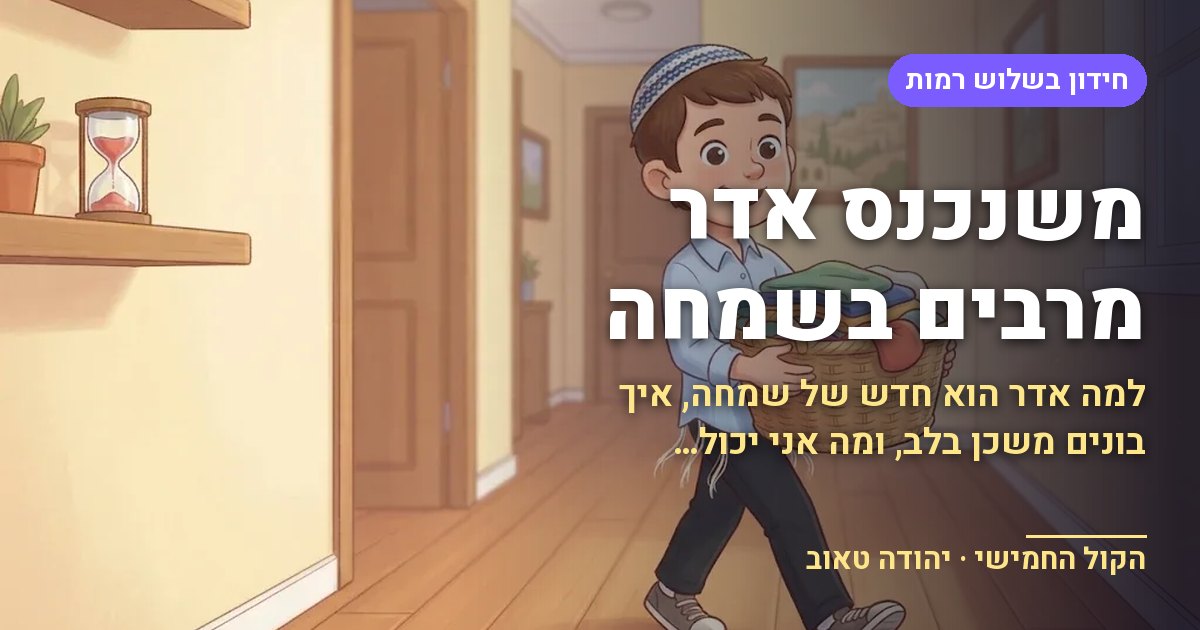 חידון בשלוש רמות
משנכנס אדר
מרבים בשמחה
למה אדר הוא חדש של שמחה, איך
בונים משכן בלב, ומה אני יכול...
הקול החמישי · יהודה טאוב